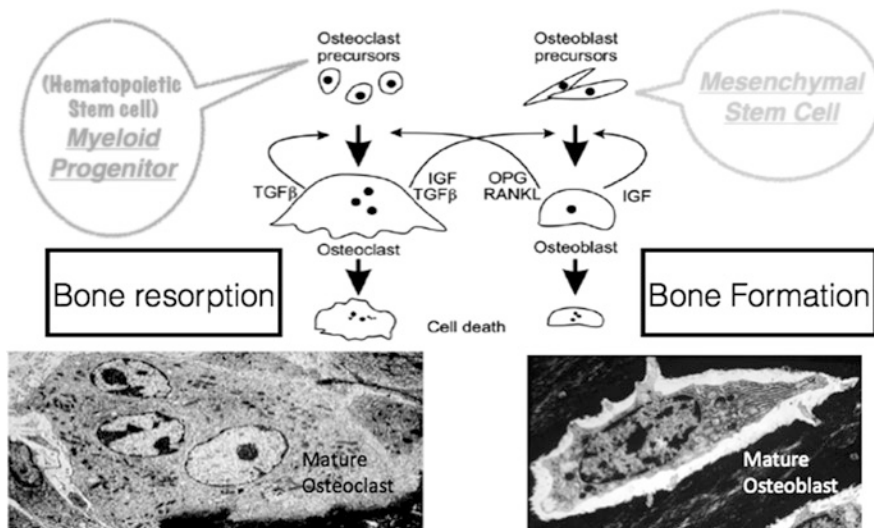 Osteoclast
precursors
Osteoblast
precursors
(Hematopoietic
Stem cell)
Myeloid
Progenitor
Mesenchymal
Stem Cell
TGFβ
IGF
TGFβ
OPG
RANKL
IGF
Osteoclast
Osteoblast
Bone resorption
Bone Formation
Cell death
Mature
Osteoclast
Mature
Osteoblast